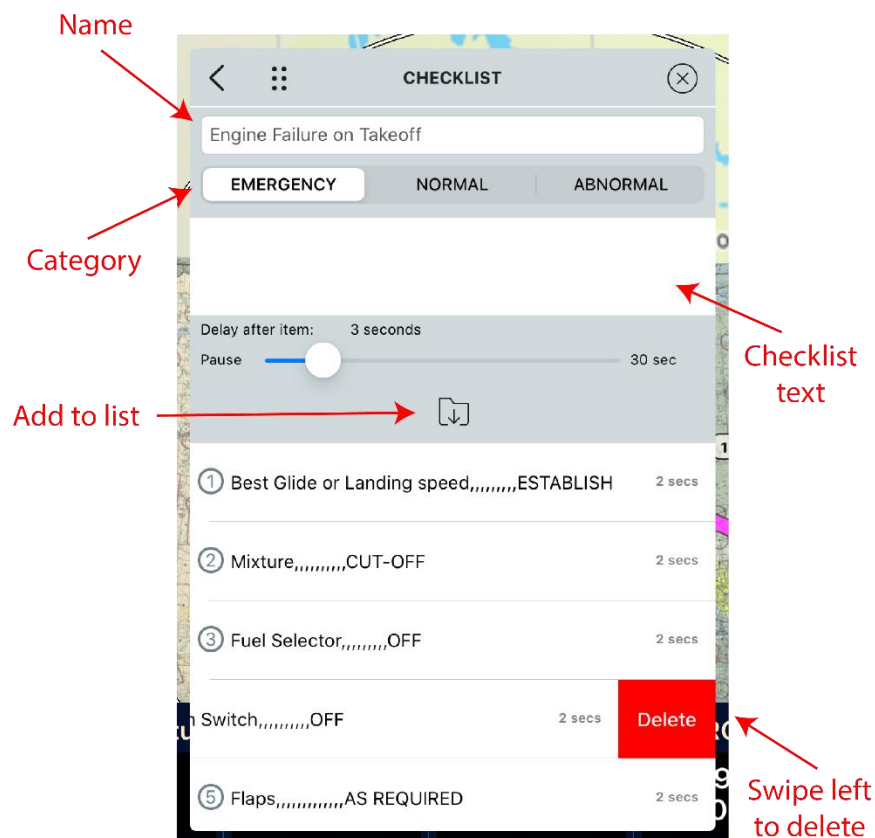 Name
CHECKLIST
Engine Failure on Takeoff
EMERGENCY NORMAL ABNORMAL
Category
Delay after item: 3 seconds
Pause 30 sec
Checklist
text
Add to list
1 Best Glide or Landing speed,,,,,,,,,ESTABLISH 2 secs
2 Mixture,,,,,,,,,,CUT-OFF 2 secs
3 Fuel Selector,,,,,,,,,OFF 2 secs
Switch,,,,,,,,,,OFF 2 secs Delete
5 Flaps,,,,,,,,,,,,,AS REQUIRED 2 secs
Swipe left
to delete